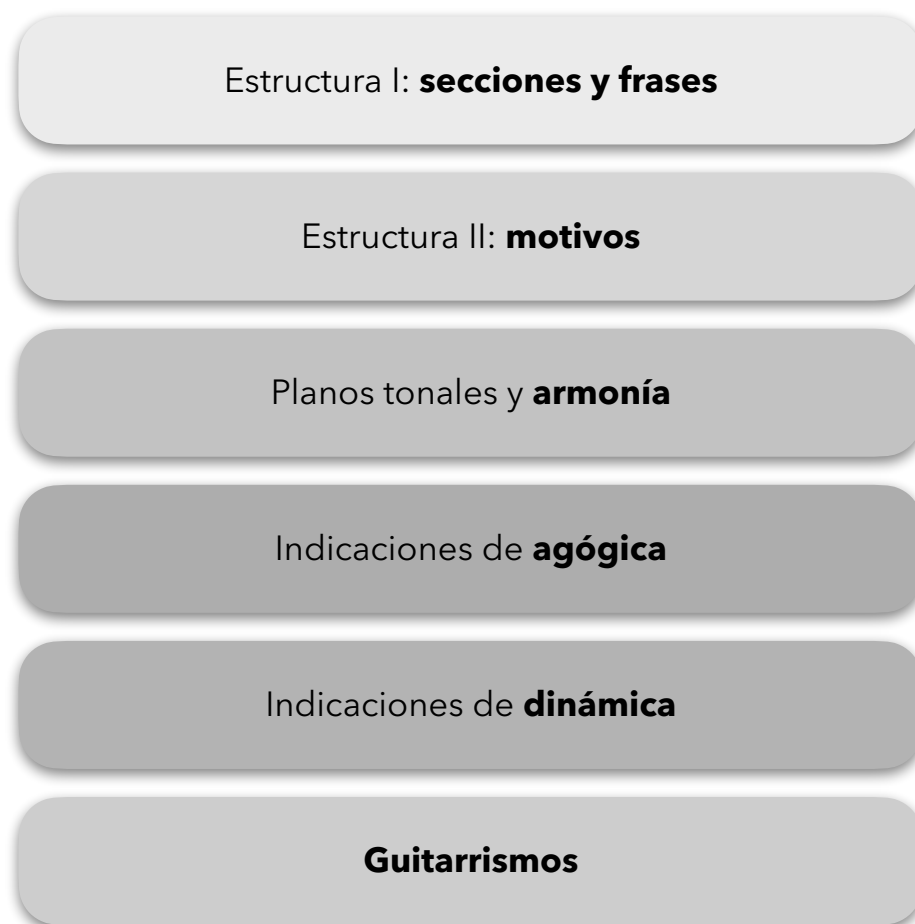 Estructura I: secciones y frases
Estructura II: motivos
Planos tonales y armonía
Indicaciones de agógica
Indicaciones de dinámica
Guitarrismos